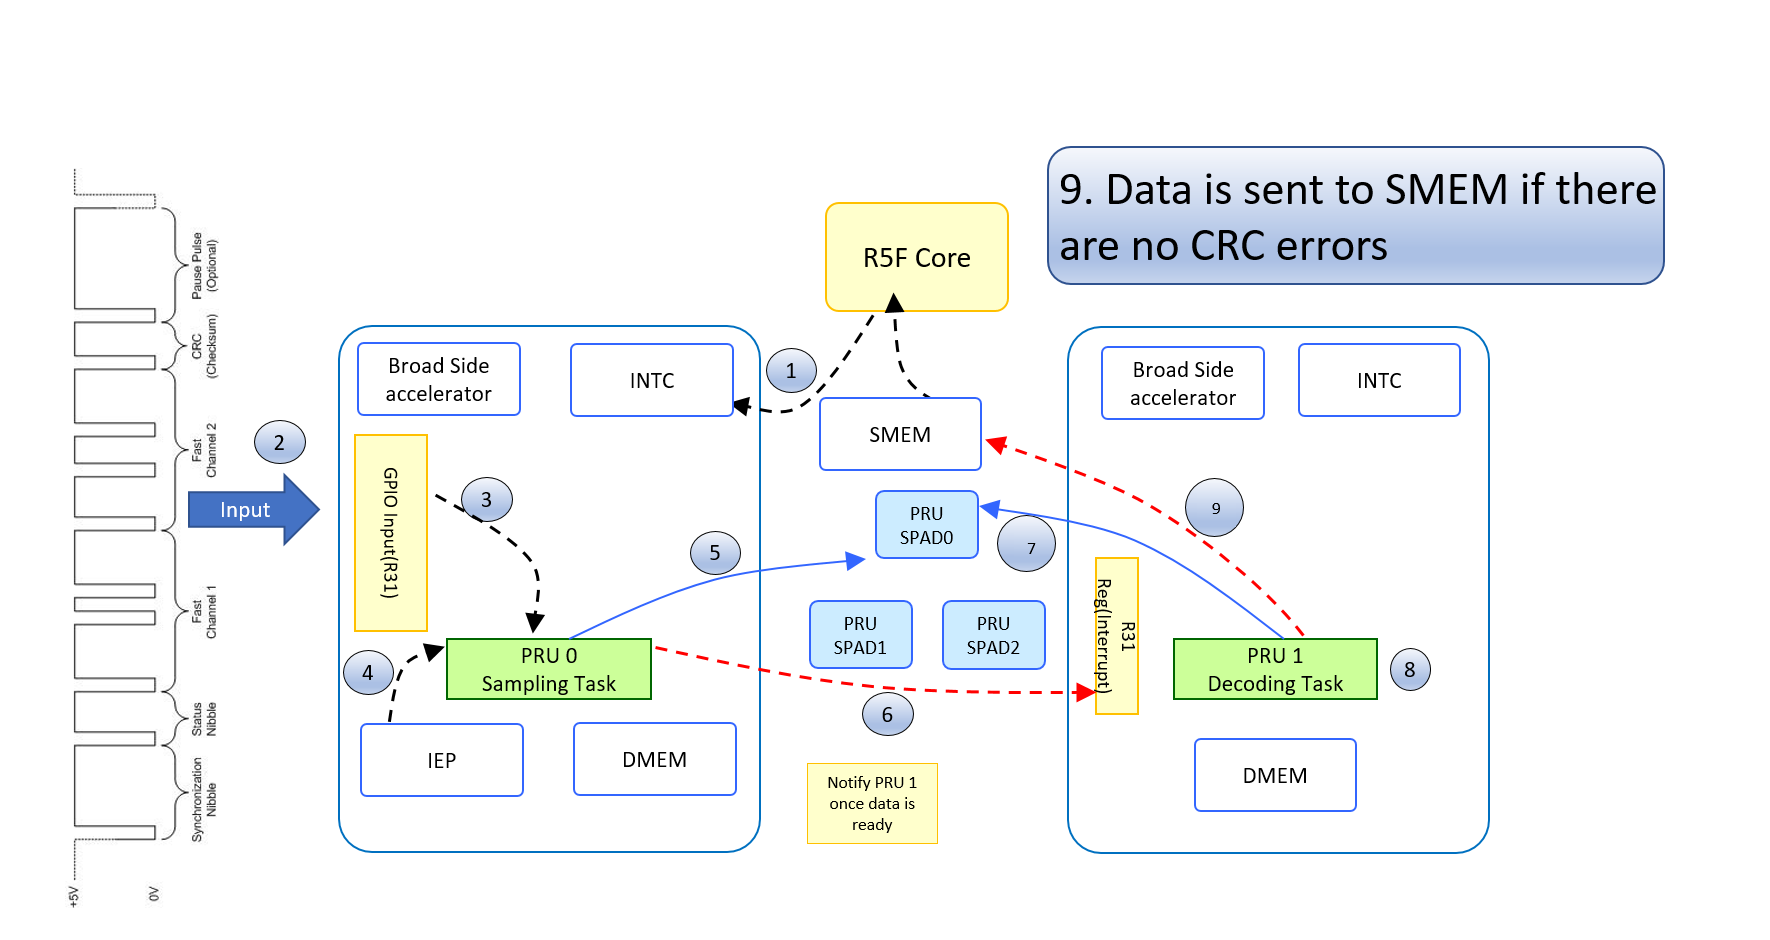 9. Data is sent to SMEM if there
are no CRC errors
R5F Core
Pause Pulse
(Optional)
CRC
(Checksum)
Fast
Channel 2
Fast
Channel 1
Status
Nibble
Synchronization
Nibble
+5V
0V
2
Input
Broad Side
accelerator
INTC
1
GPIO Input(R31)
3
4
PRU 0
Sampling Task
IEP
DMEM
5
SMEM
PRU
SPAD0
7
PRU
SPAD1
PRU
SPAD2
6
Notify PRU 1
once data is
ready
Broad Side
accelerator
INTC
9
R31
Reg(Interrupt)
PRU 1
Decoding Task
8
DMEM